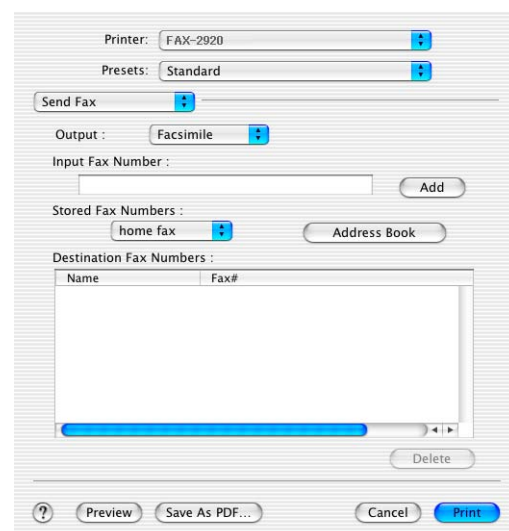 Printer: FAX-2920
Presets: Standard
Send Fax
Output : Facsimile
Input Fax Number :
Add
Stored Fax Numbers :
home fax Address Book
Destination Fax Numbers :
Name Fax#
Delete
? Preview Save As PDF... Cancel Print